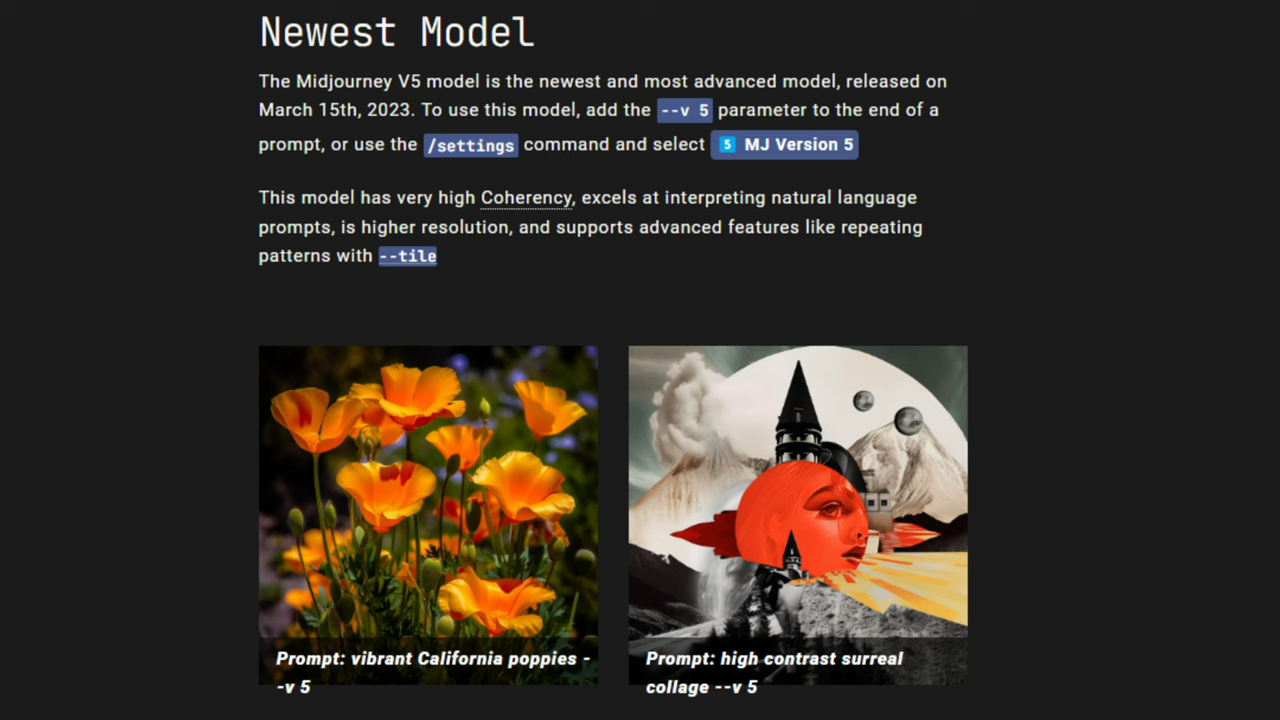 Newest Model
The Midjourney V5 model is the newest and most advanced model, released on
March 15th, 2023. To use this model, add the --v 5 parameter to the end of a
prompt, or use the /settings command and select 5 MJ Version 5
This model has very high Coherency, excels at interpreting natural language
prompts, is higher resolution, and supports advanced features like repeating
patterns with --tile
Prompt: vibrant California poppies -
-v 5
Prompt: high contrast surreal
collage --v 5